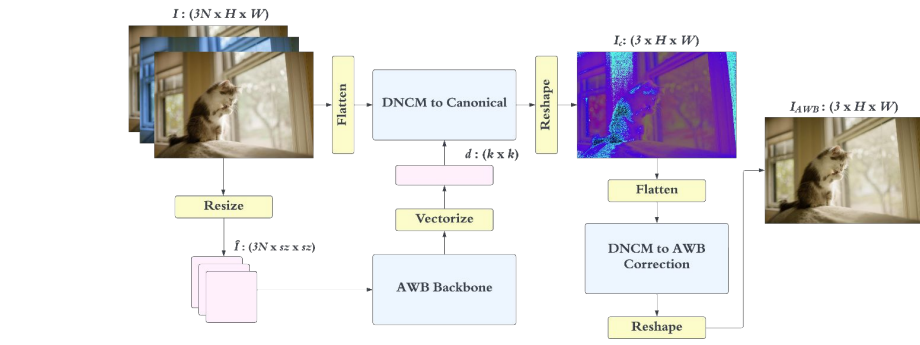 I : (3N x H x W)
Flatten
DNCM to Canonical
Reshape
I_c: (3 x H x W)
I_AWB : (3 x H x W)
d : (k x k)
Resize
Vectorize
Flatten
Î : (3N x sz x sz)
AWB Backbone
DNCM to AWB
Correction
Reshape